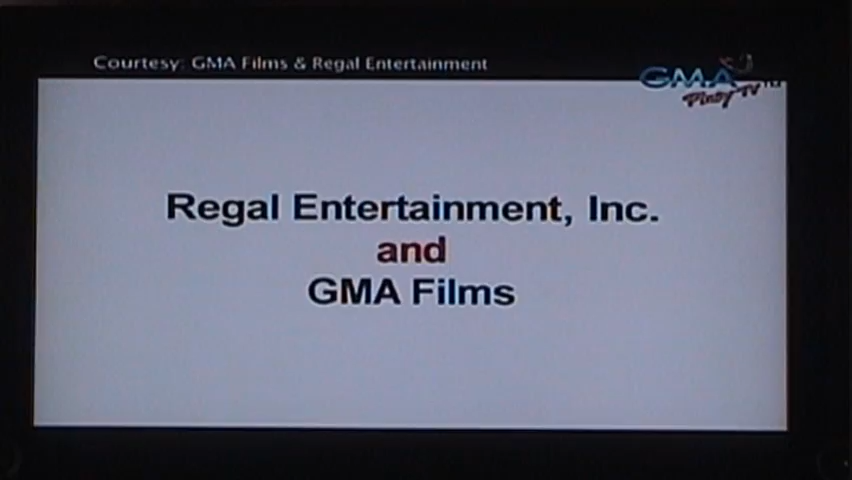 Courtesy: GMA Films & Regal Entertainment
GMA
Pinoy TV
Regal Entertainment, Inc.
and
GMA Films